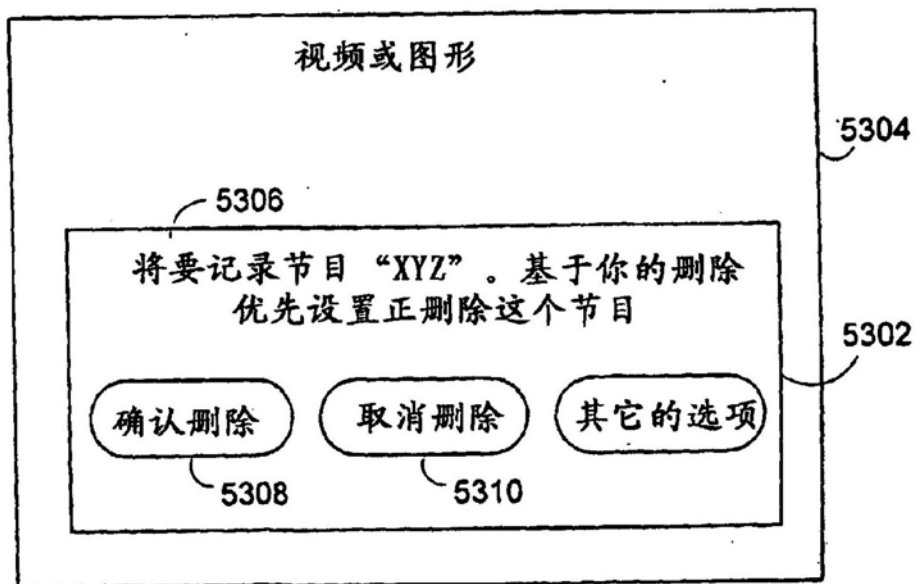 视频或图形
5304
5306
将要记录节目“XYZ”。基于你的删除
优先设置正删除这个节目
5302
确认删除 取消删除 其它的选项
5308 5310